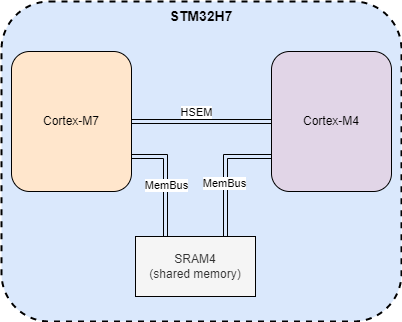 STM32H7
HSEM
Cortex-M7
Cortex-M4
MemBus
MemBus
SRAM4
(shared memory)